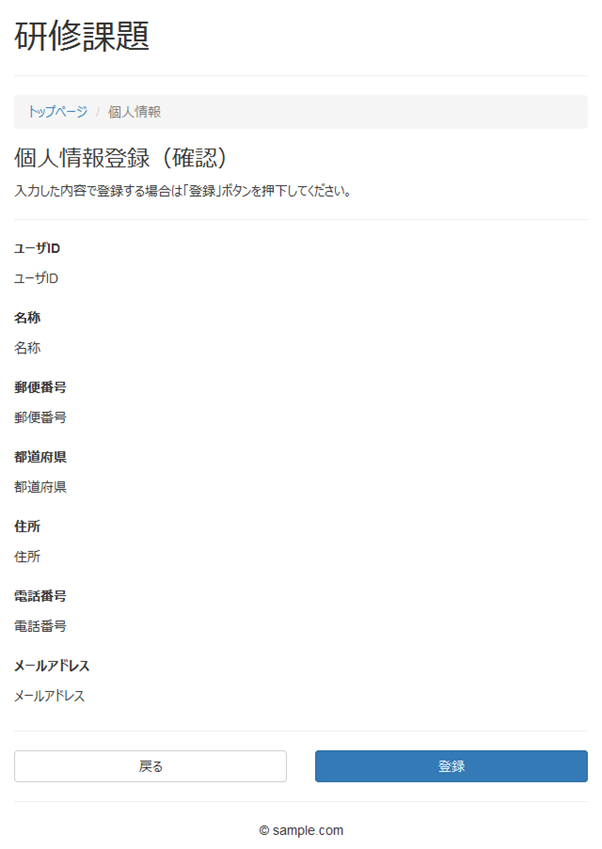 研修課題
トップページ / 個人情報
個人情報登録（確認）
入力した内容で登録する場合は「登録」ボタンを押下してください。
ユーザID
ユーザID
名称
名称
郵便番号
郵便番号
都道府県
都道府県
住所
住所
電話番号
電話番号
メールアドレス
メールアドレス
戻る 登録
© sample.com